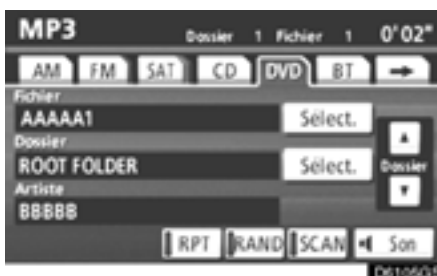 MP3 Dossier 1 Fichier 1 0'02"
AM FM SAT CD DVD BT
Fichier
AAAAA1 Sélect.
Dossier
ROOT FOLDER Sélect. Dossier
Artiste
BBBBB
RPT RAND SCAN Son